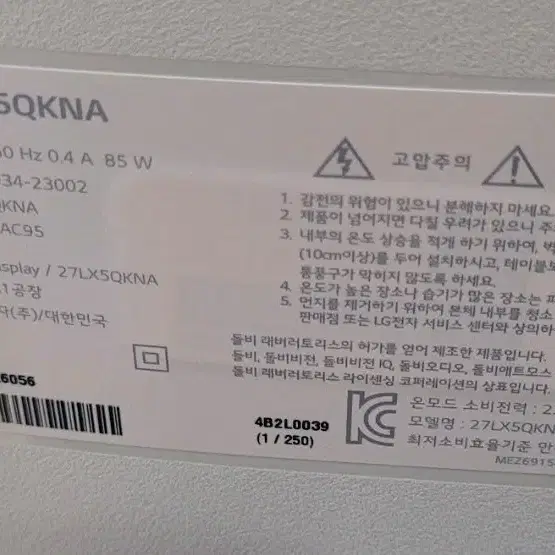 5QKNA
60 Hz 0.4 A 85 W
034-23002
QKNA
AC95
isplay / 27LX5QKNA
1공장
자(주)/대한민국
6056
고압주의
1. 감전의 위험이 있으니 분해하지 마세요
2. 제품이 넘어지면 다칠 우려가 있으니 주
3. 내부의 온도 상승을 적게 하기 위하여, 벽
(10cm이상)를 두어 설치하시고, 테이블보
통풍구가 막히지 않도록 하세요.
4. 온도가 높은 장소나 습기가 많은 장소는 피
5. 먼지를 제거하기 위하여 본체 내부를 청소
판매점 또는 LG전자 서비스 센터와 상의하
돌비 래버러토리스의 허가를 얻어 제조한 제품입니다.
돌비, 돌비비전, 돌비비전 IQ, 돌비오디오, 돌비애트모스
돌비 래버러토리스 라이센싱 코퍼레이션의 상표입니다.
4B2L0039
(1 / 250)
온모드 소비전력 : 2
모델명 : 27LX5QKN
최저소비효율기준 만
MEZ6915